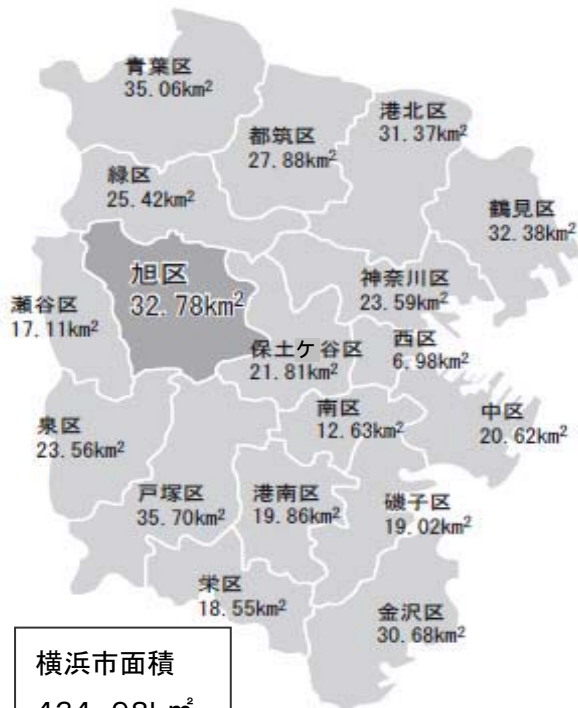 青葉区
35.06km²
都筑区
27.88km²
港北区
31.37km²
緑区
25.42km²
鶴見区
32.38km²
旭区
32.78km²
神奈川区
23.59km²
瀬谷区
17.11km²
保土ケ谷区
21.81km²
西区
6.98km²
南区
12.63km²
中区
20.62km²
泉区
23.56km²
戸塚区
35.70km²
港南区
19.86km²
磯子区
19.02km²
栄区
18.55km²
金沢区
30.68km²
横浜市面積